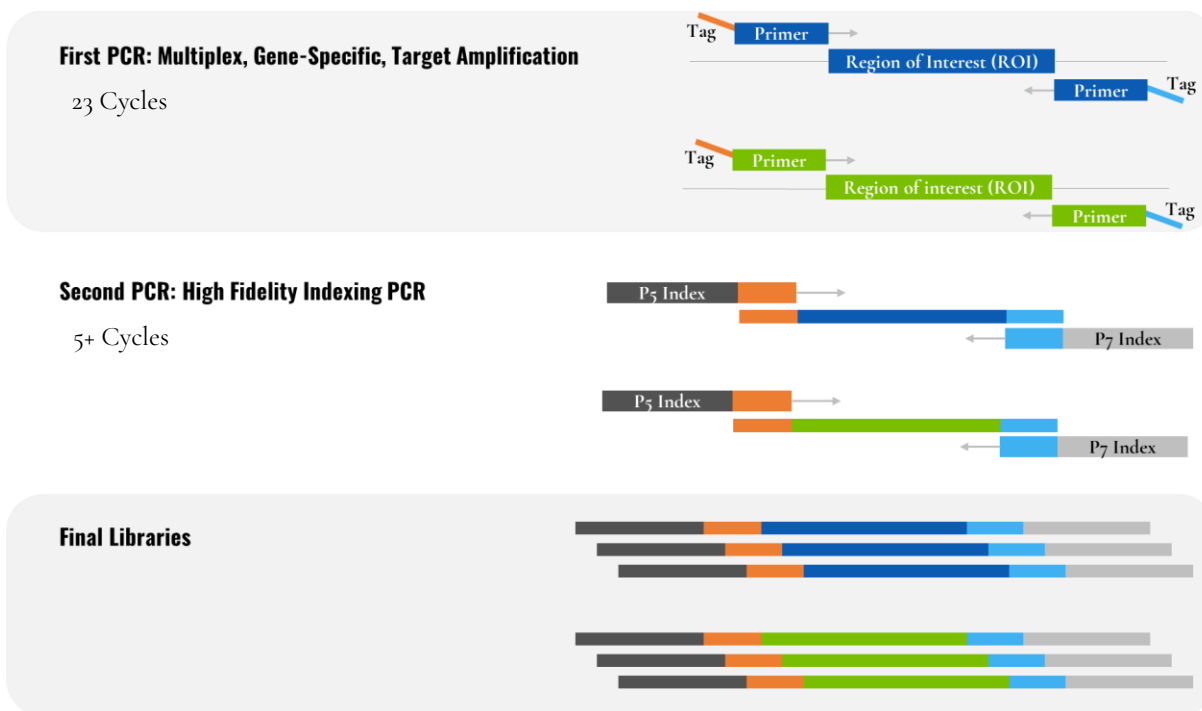 First PCR: Multiplex, Gene-Specific, Target Amplification
23 Cycles
Tag
Primer
Region of Interest (ROI)
Primer
Tag
Tag
Primer
Region of interest (ROI)
Primer
Tag
Second PCR: High Fidelity Indexing PCR
5+ Cycles
P5 Index
P7 Index
P5 Index
P7 Index
Final Libraries